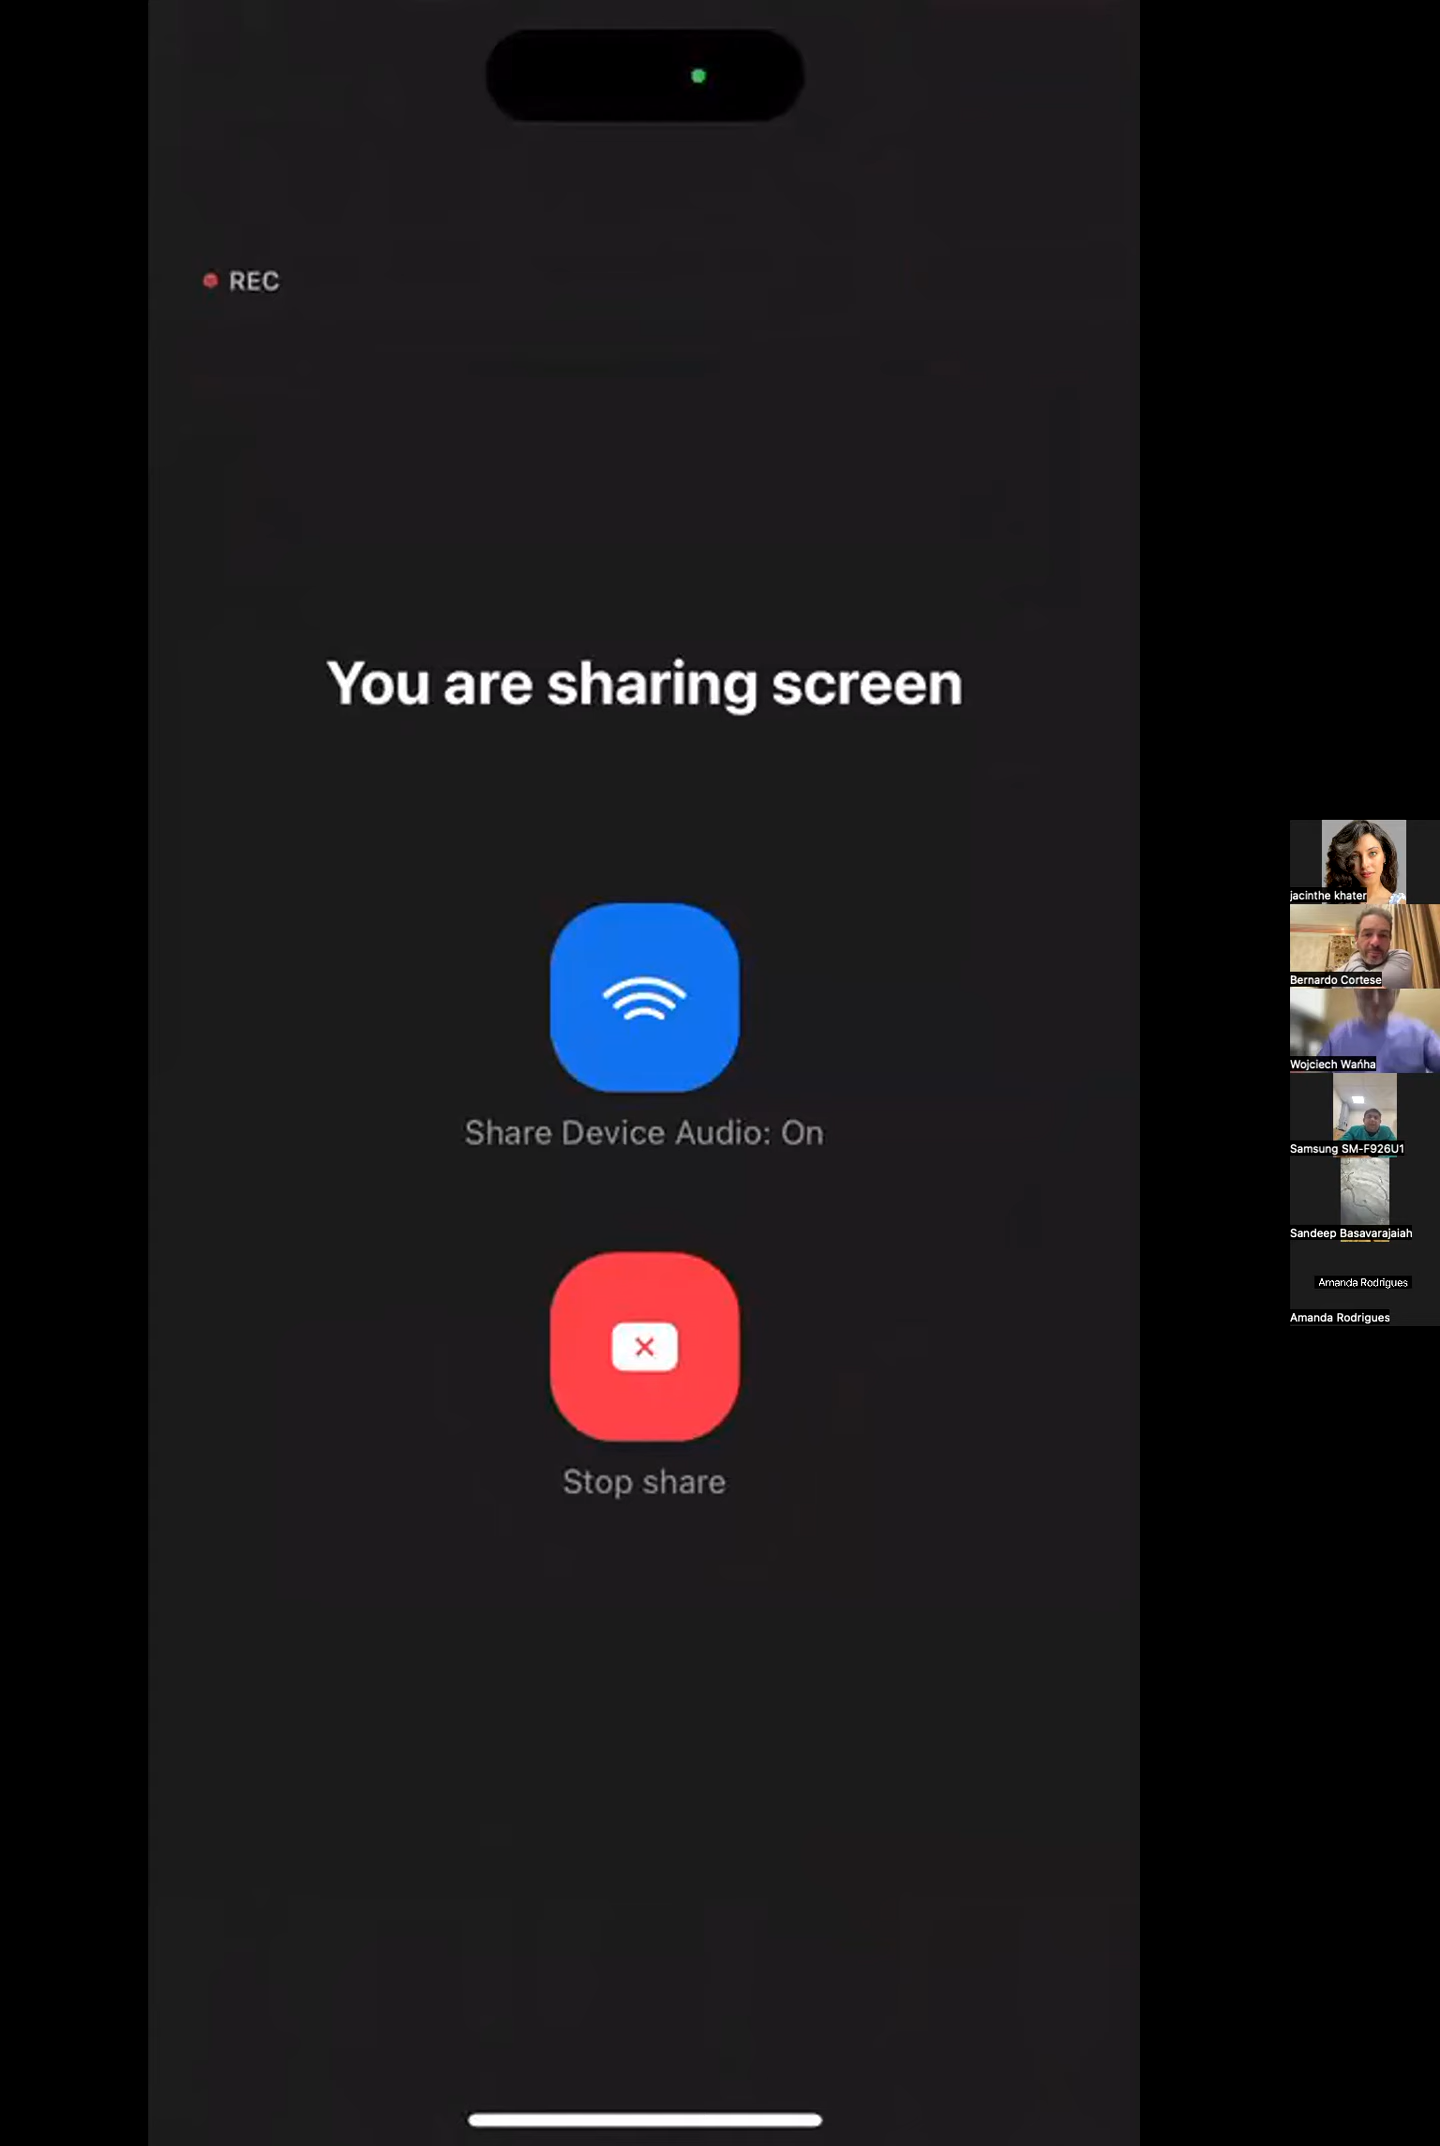 REC
You are sharing screen
Share Device Audio: On
Stop share
jacinthe khater
Bernardo Cortese
Wojciech Wańha
Samsung SM-F926U1
Sandeep Basavarajaiah
Amanda Rodrigues
Amanda Rodrigues